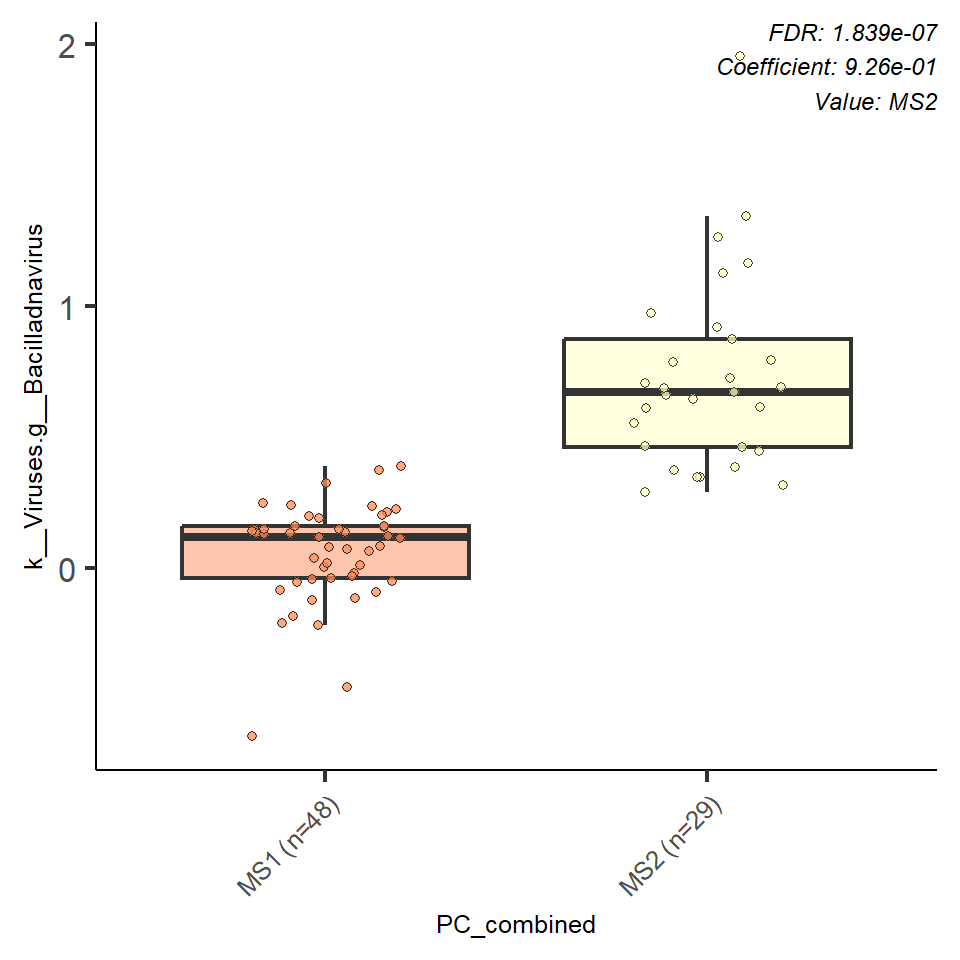 FDR: 1.839e-07
Coefficient: 9.26e-01
Value: MS2
2
1
0
k__Viruses.g__Bacilladnavirus
MS1 (n=48)
MS2 (n=29)
PC_combined